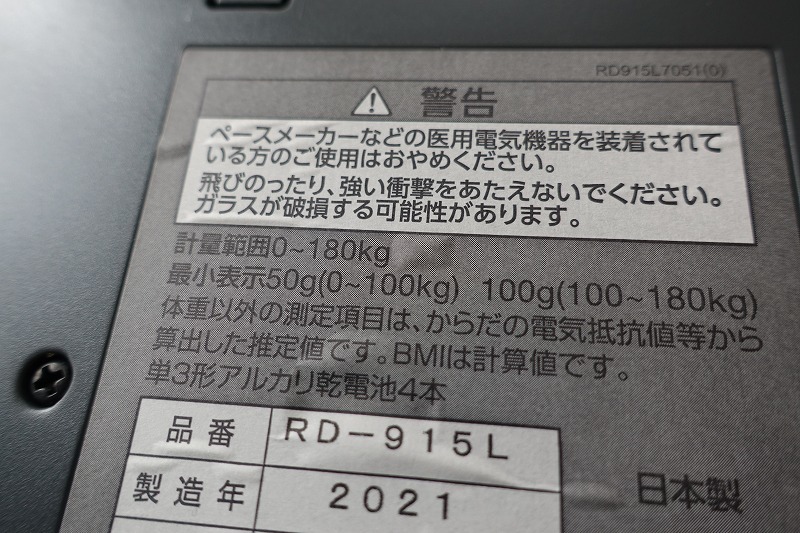 RD915L7051(0)
警告
ペースメーカーなどの医用電気機器を装着されて
いる方のご使用はおやめください。
飛びのったり、強い衝撃をあたえないでください。
ガラスが破損する可能性があります。
計量範囲0~180kg
最小表示50g(0~100kg) 100g(100~180kg)
体重以外の測定項目は、からだの電気抵抗値等から
算出した推定値です。BMIは計算値です。
単3形アルカリ乾電池4本
品番 RD-915L
製造年 2021
日本製